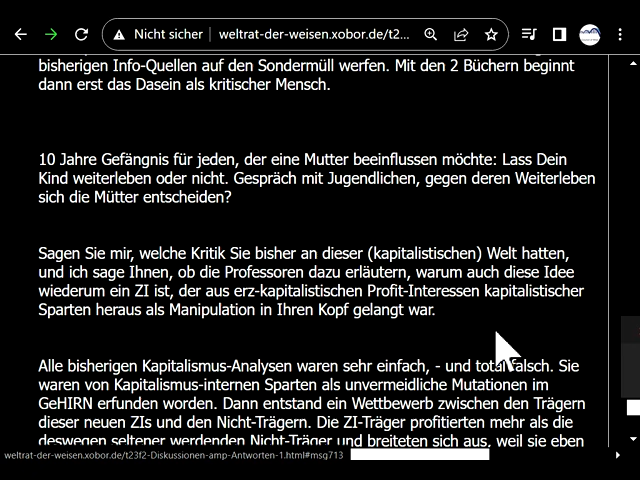 Nicht sicher weltrat-der-weisen.xobor.de/t2...
bisherigen Info-Quellen auf den Sondermüll werfen. Mit den 2 Büchern beginnt
dann erst das Dasein als kritischer Mensch.
10 Jahre Gefängnis für jeden, der eine Mutter beeinflussen möchte: Lass Dein
Kind weiterleben oder nicht. Gespräch mit Jugendlichen, gegen deren Weiterleben
sich die Mütter entscheiden?
Sagen Sie mir, welche Kritik Sie bisher an dieser (kapitalistischen) Welt hatten,
und ich sage Ihnen, ob die Professoren dazu erläutern, warum auch diese Idee
wiederum ein ZI ist, der aus erz-kapitalistischen Profit-Interessen kapitalistischer
Sparten heraus als Manipulation in Ihren Kopf gelangt war.
Alle bisherigen Kapitalismus-Analysen waren sehr einfach, - und total falsch. Sie
waren von Kapitalismus-internen Sparten als unvermeidliche Mutationen im
GeHIRN erfunden worden. Dann entstand ein Wettbewerb zwischen den Trägern
dieser neuen ZIs und den Nicht-Trägern. Die ZI-Träger profitierten mehr als die
deswegen seltener werdenden Nicht-Träger und breiteten sich aus, weil sie eben
weltrat-der-weisen.xobor.de/t23f2-Diskussionen-amp-Antworten-1.html#msg713